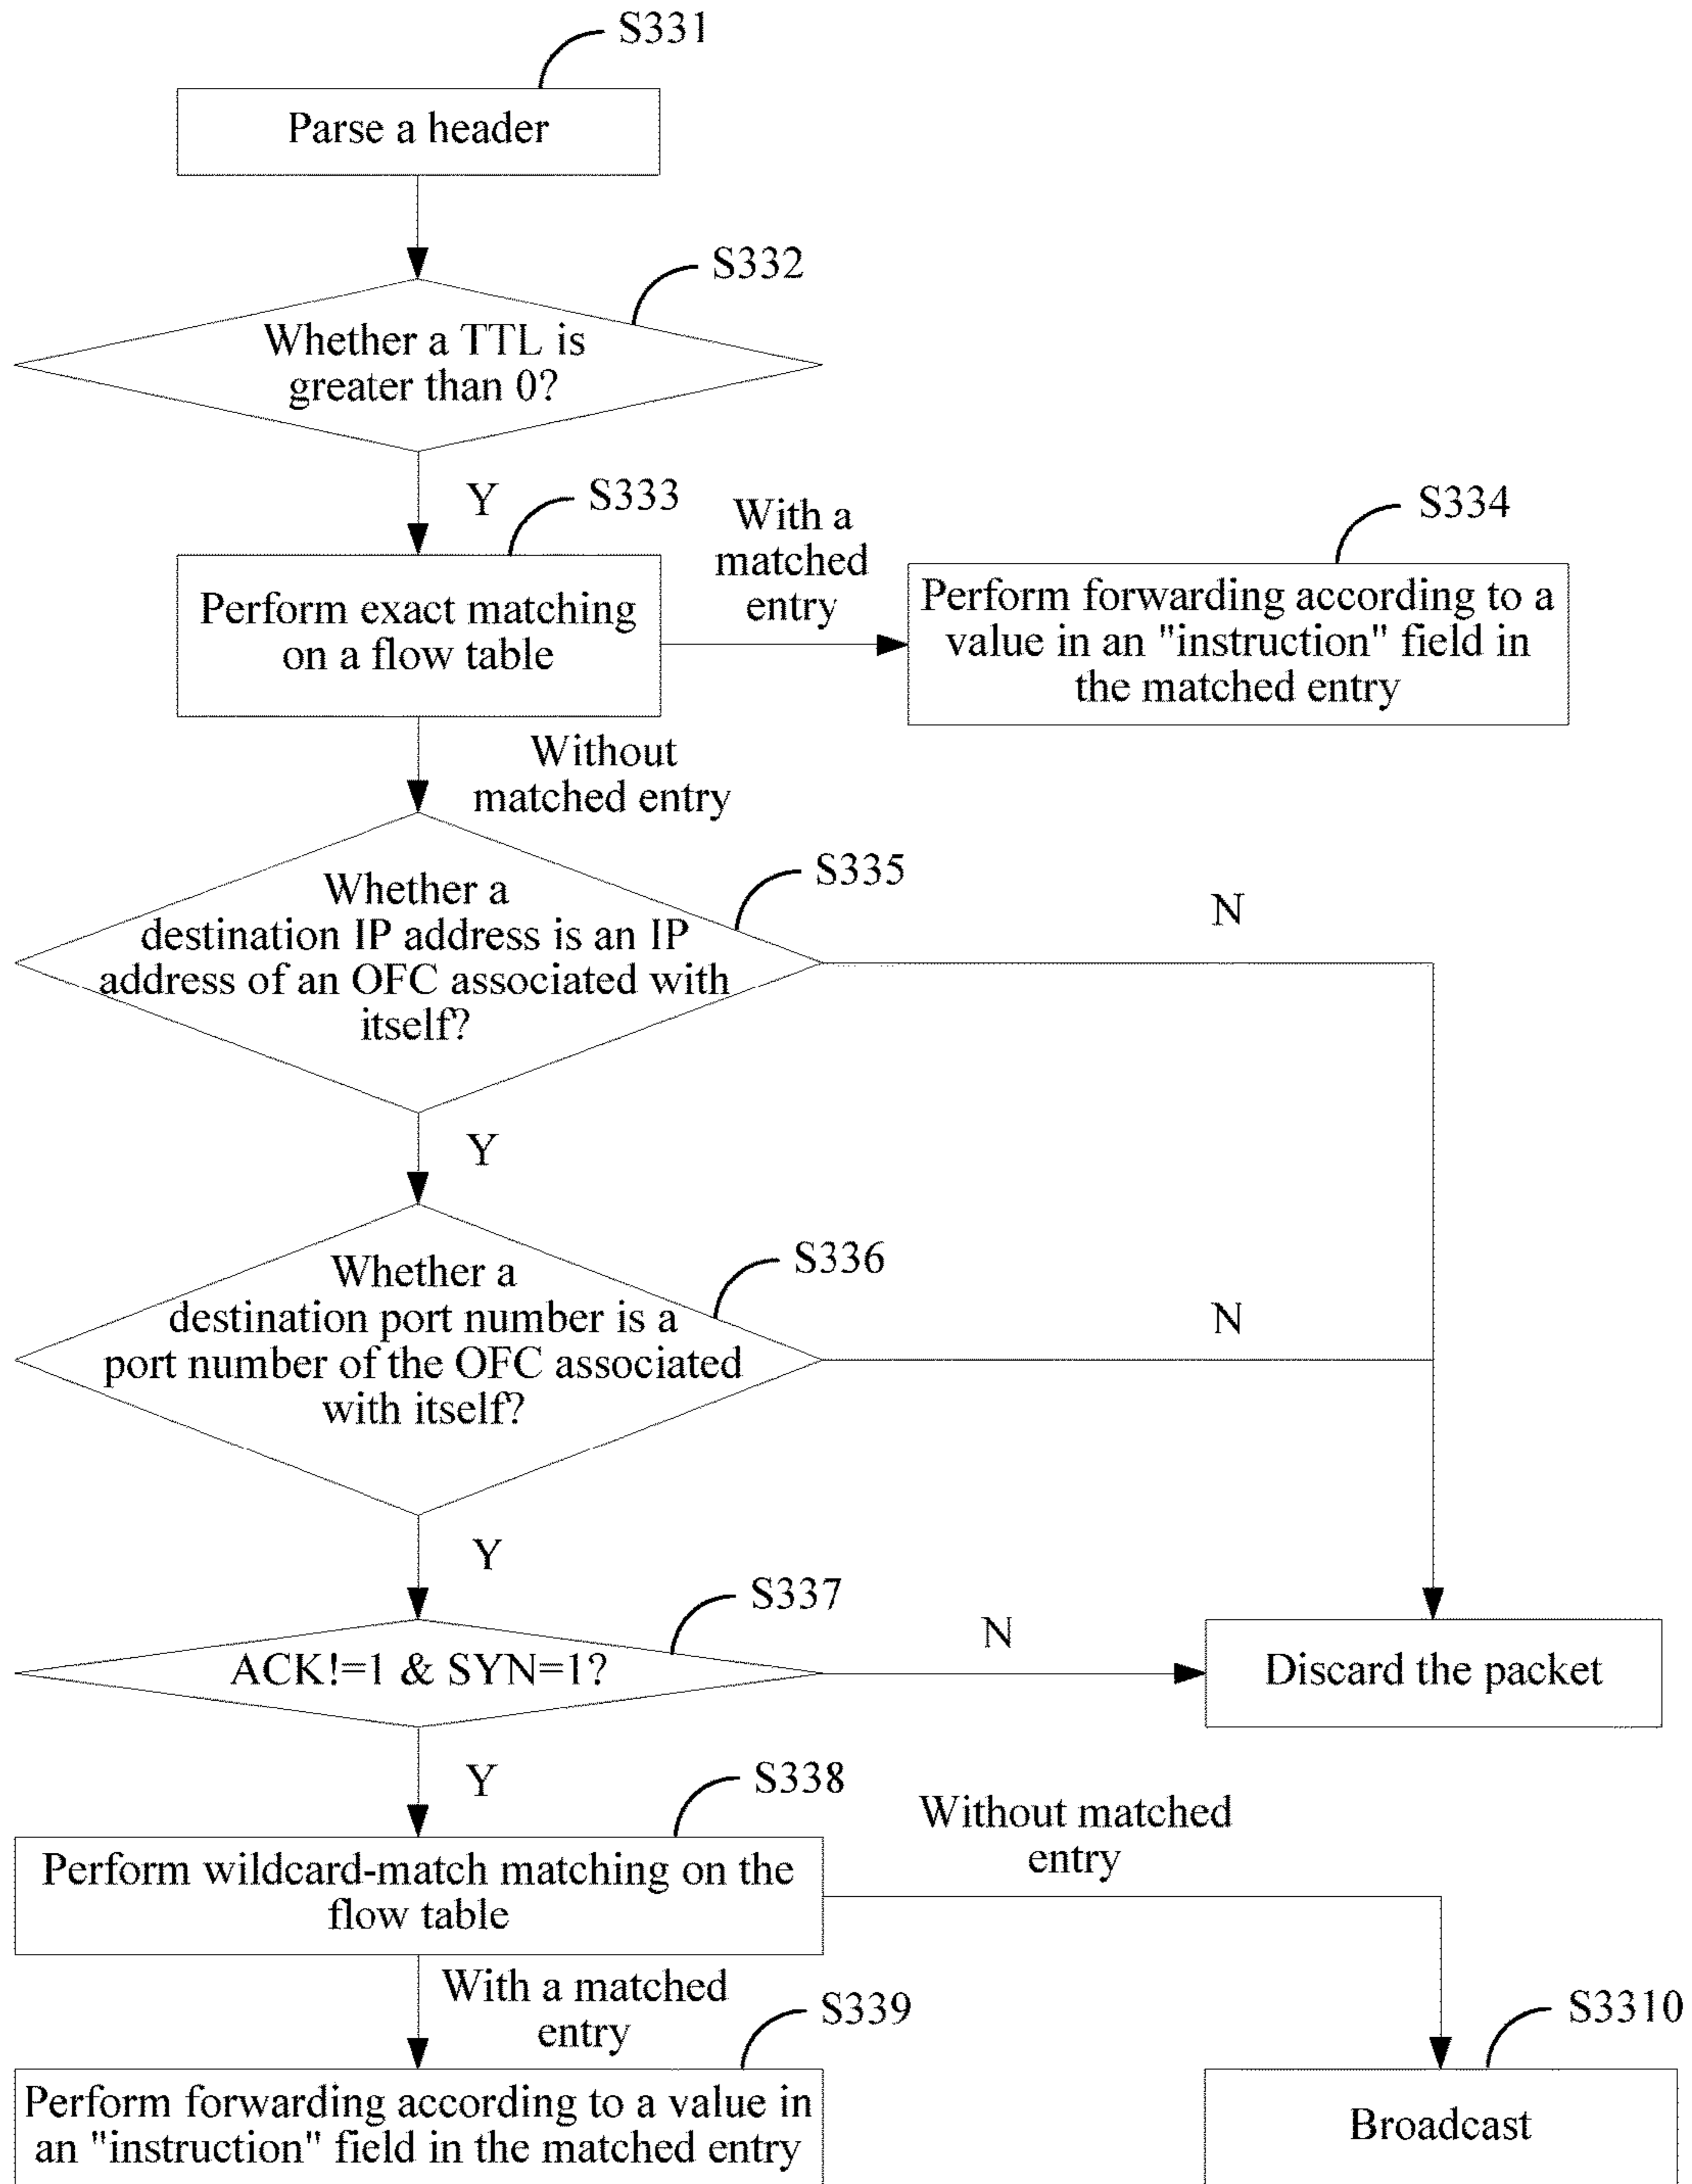 S331
Parse a header
S332
Whether a TTL is
greater than 0?
Y
S333
With a
matched
entry
S334
Perform exact matching
on a flow table
Perform forwarding according to a
value in an "instruction" field in
the matched entry
Without
matched entry
S335
Whether a
destination IP address is an IP
address of an OFC associated with
itself?
N
Y
S336
Whether a
destination port number is a
port number of the OFC associated
with itself?
N
Y
S337
ACK!=1 & SYN=1?
N
Discard the packet
Y
S338
Perform wildcard-match matching on the
flow table
Without matched
entry
With a matched
entry
S339
S3310
Perform forwarding according to a value in
an "instruction" field in the matched entry
Broadcast